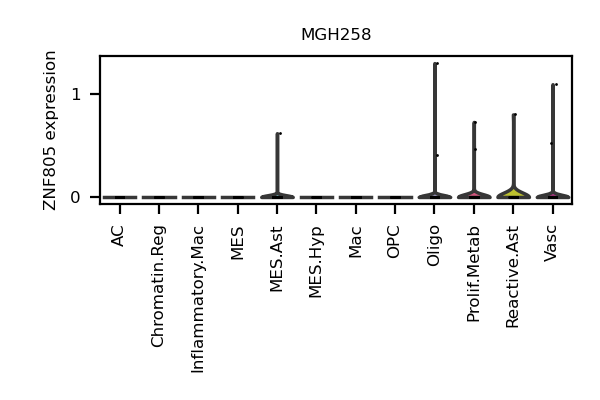 MGH258
ZNF805 expression
1
0
AC
Chromatin.Reg
Inflammatory.Mac
MES
MES.Ast
MES.Hyp
Mac
OPC
Oligo
Prolif.Metab
Reactive.Ast
Vasc